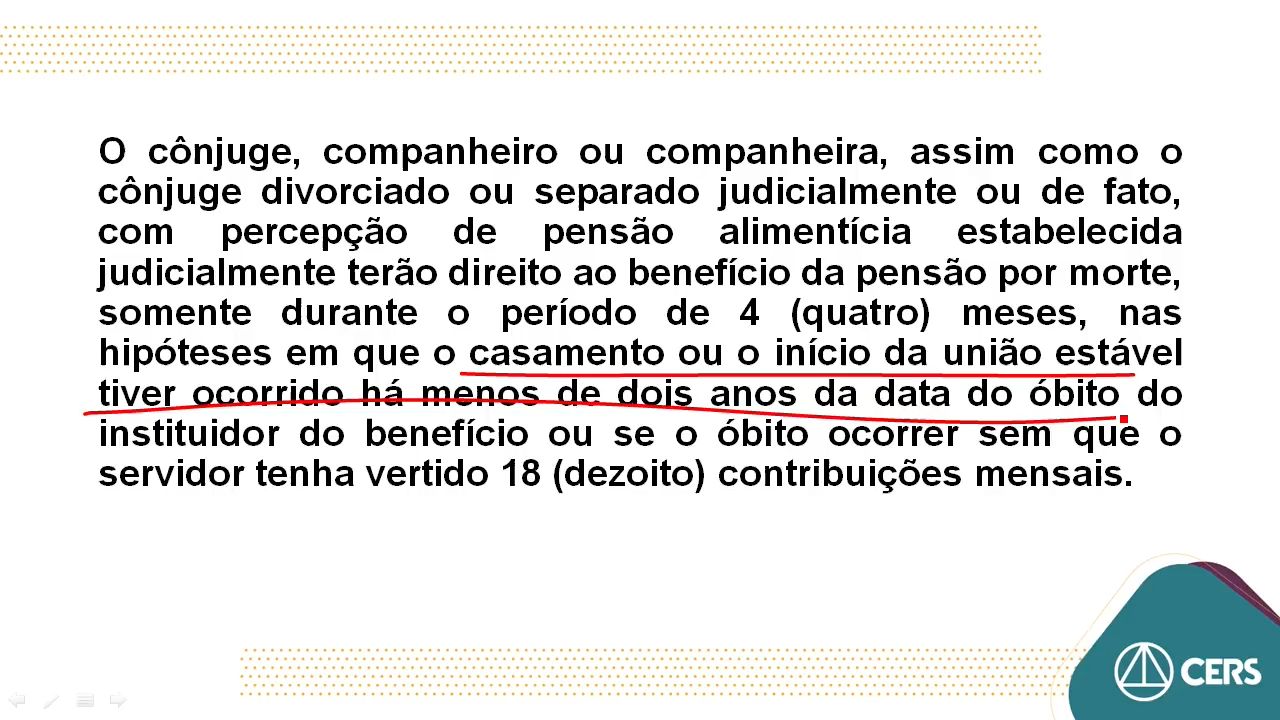 O cônjuge, companheiro ou companheira, assim como o
cônjuge divorciado ou separado judicialmente ou de fato,
com percepção de pensão alimentícia estabelecida
judicialmente terão direito ao benefício da pensão por morte,
somente durante o período de 4 (quatro) meses, nas
hipóteses em que o casamento ou o início da união estável
tiver ocorrido há menos de dois anos da data do óbito do
instituidor do benefício ou se o óbito ocorrer sem que o
servidor tenha vertido 18 (dezoito) contribuições mensais.
CERS